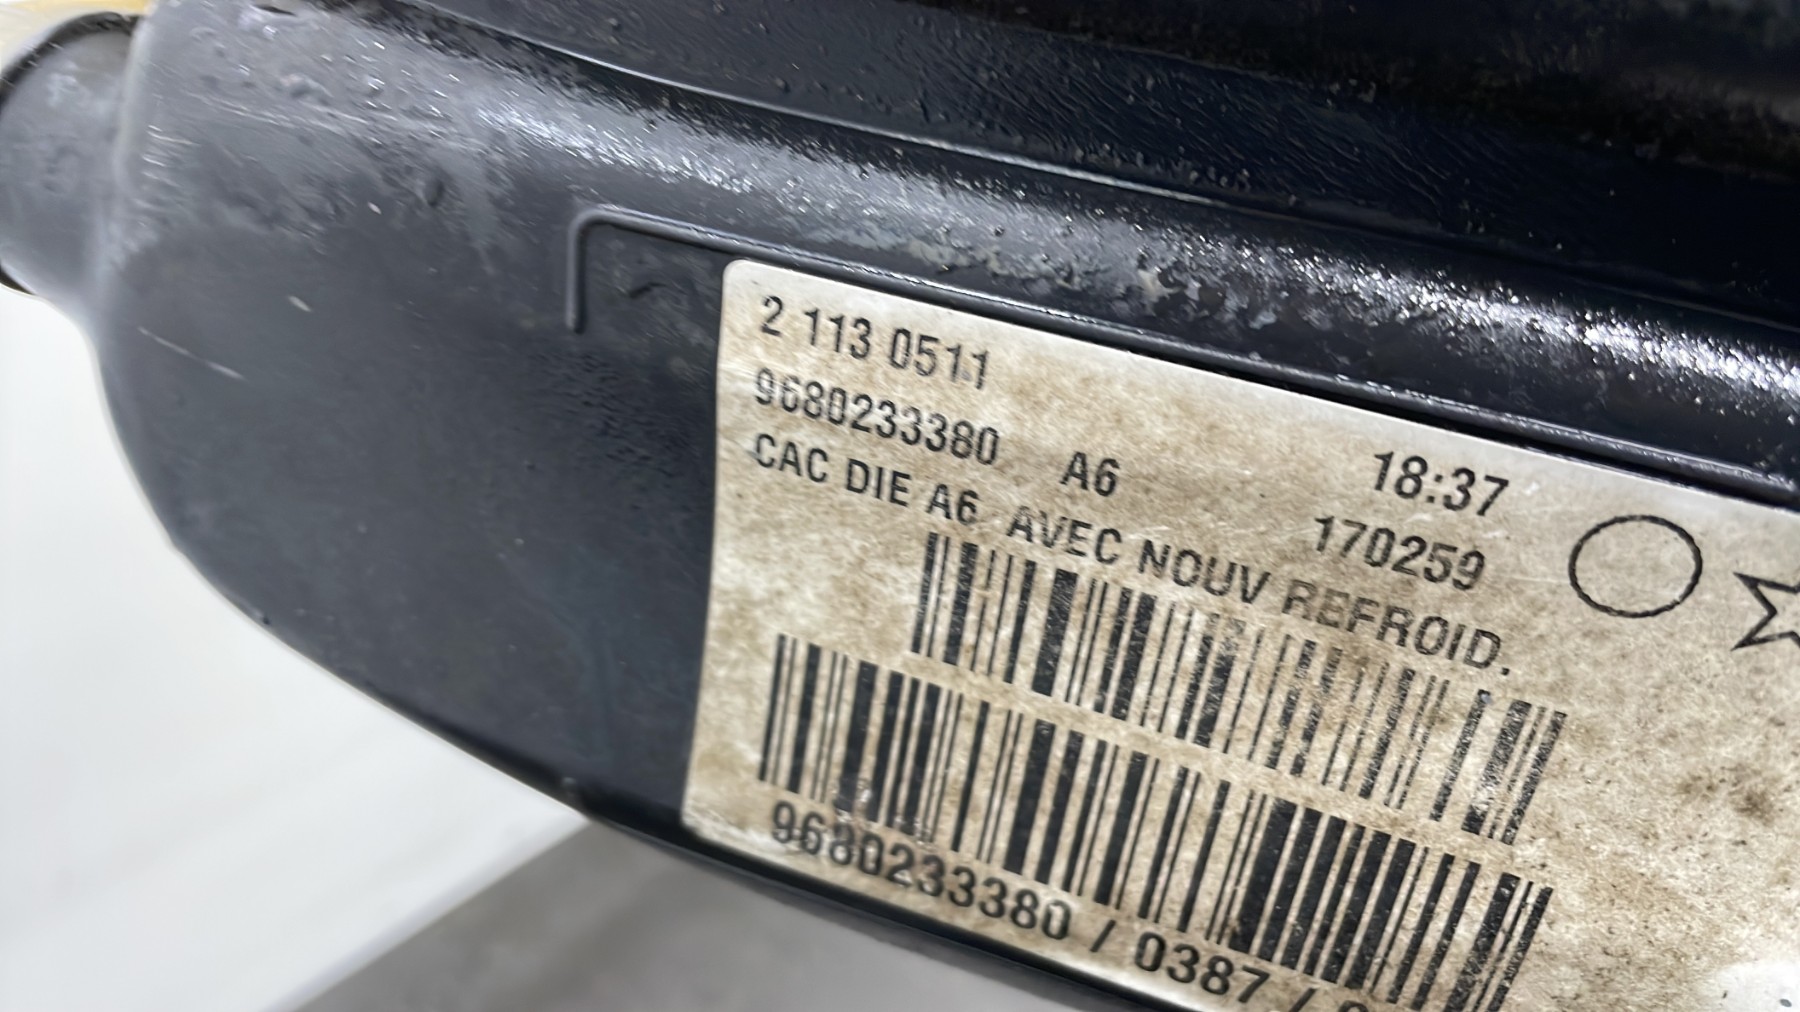 2 113 0511
9680233380 A6 18:37
CAC DIE A6 AVEC NOUV REFROID. 170259
9680233380 / 0387 /